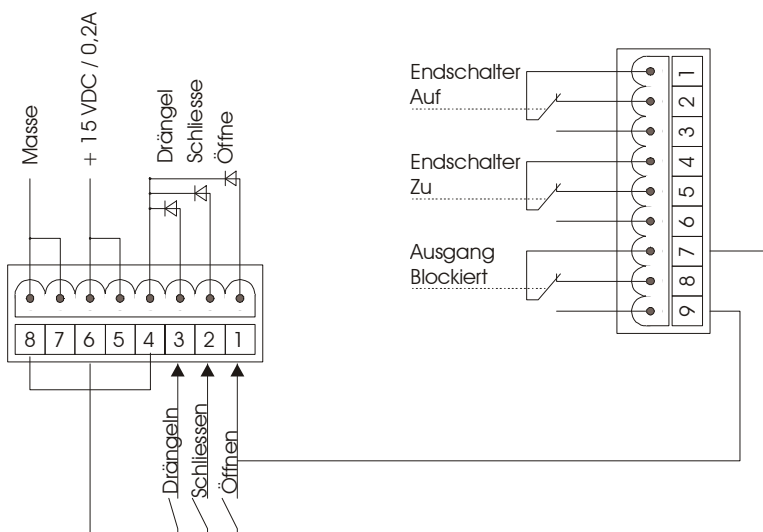 Masse
+ 15 VDC / 0,2A
Drängel
Schliesse
Öffne
8 7 6 5 4 3 2 1
Drängeln
Schliessen
Öffnen
Endschalter
Auf
Endschalter
Zu
Ausgang
Blockiert
1
2
3
4
5
6
7
8
9